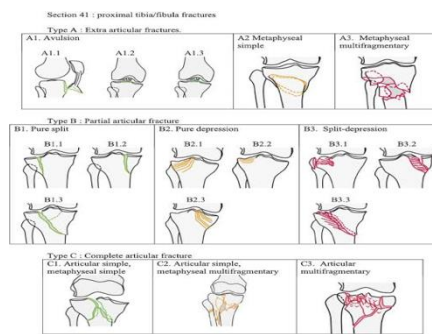 Section 41 : proximal tibia/fibula fractures
Type A : Extra articular fractures.
A1. Avulsion
A2 Metaphyseal simple
A3. Metaphyseal multifragmentary
A1.1 A1.2 A1.3
Type B : Partial articular fracture
B1. Pure split
B2. Pure depression
B3. Split-depression
B1.1 B1.2
B2.1 B2.2
B3.1 B3.2
B1.3
B2.3
B3.3
Type C : Complete articular fracture
C1. Articular simple, metaphyseal simple
C2. Articular simple, metaphyseal multifragmentary
C3. Articular multifragmentary